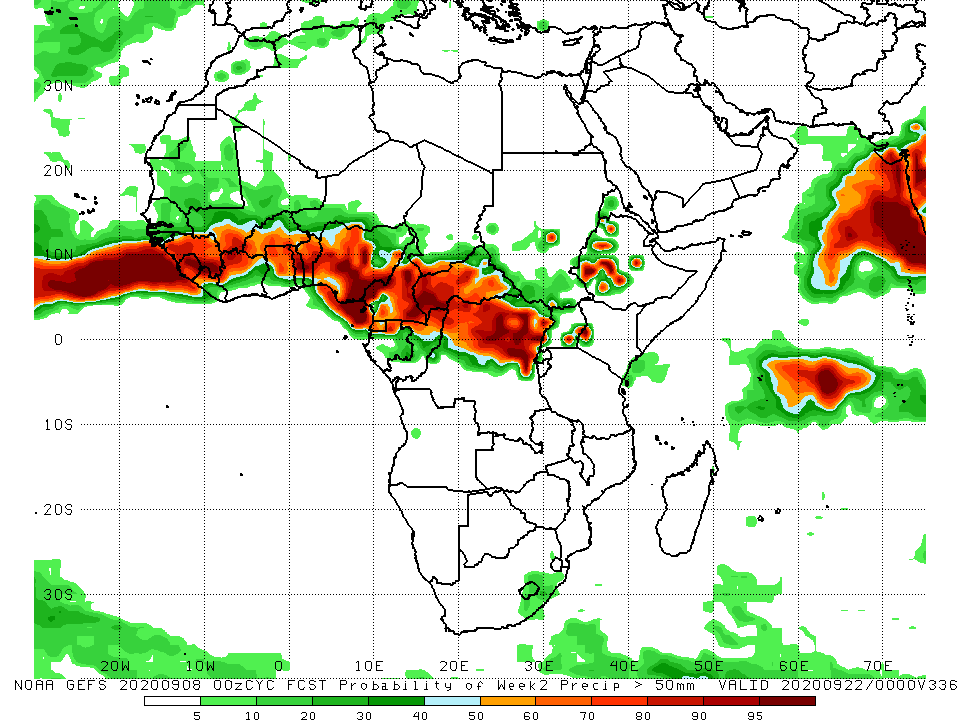 30N
20N
10N
0
10S
20S
30S
20W 10W 0 10E 20E 30E 40E 50E 60E 70E
NOAA GEFS 20200908 00zCYC FCST Probability of Week2 Precip > 50mm VALID 20200922/0000V336
5 10 20 30 40 50 60 70 80 90 95